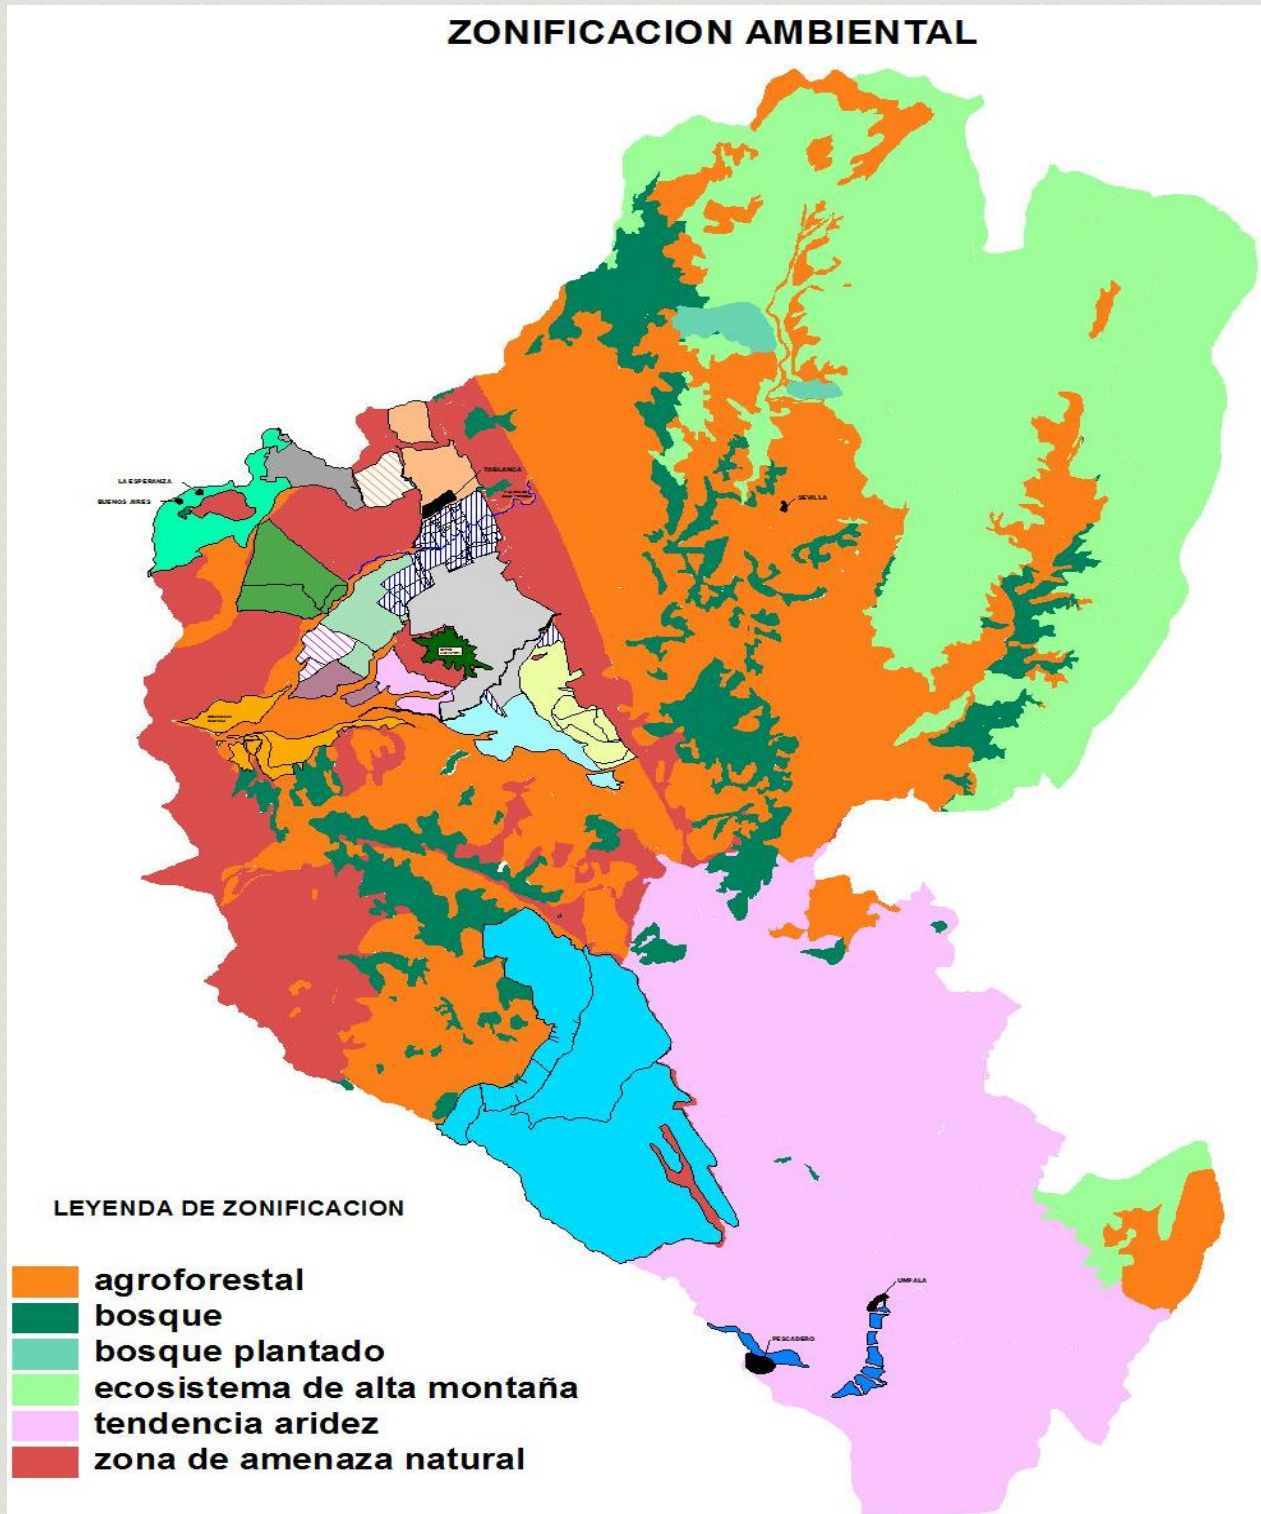 ZONIFICACION AMBIENTAL
TABLANCA
LA ESPERANZA
BUENOS AIRES
SEVILLA
UMPALA
PESCADERO
LEYENDA DE ZONIFICACION
agroforestal
bosque
bosque plantado
ecosistema de alta montaña
tendencia aridez
zona de amenaza natural